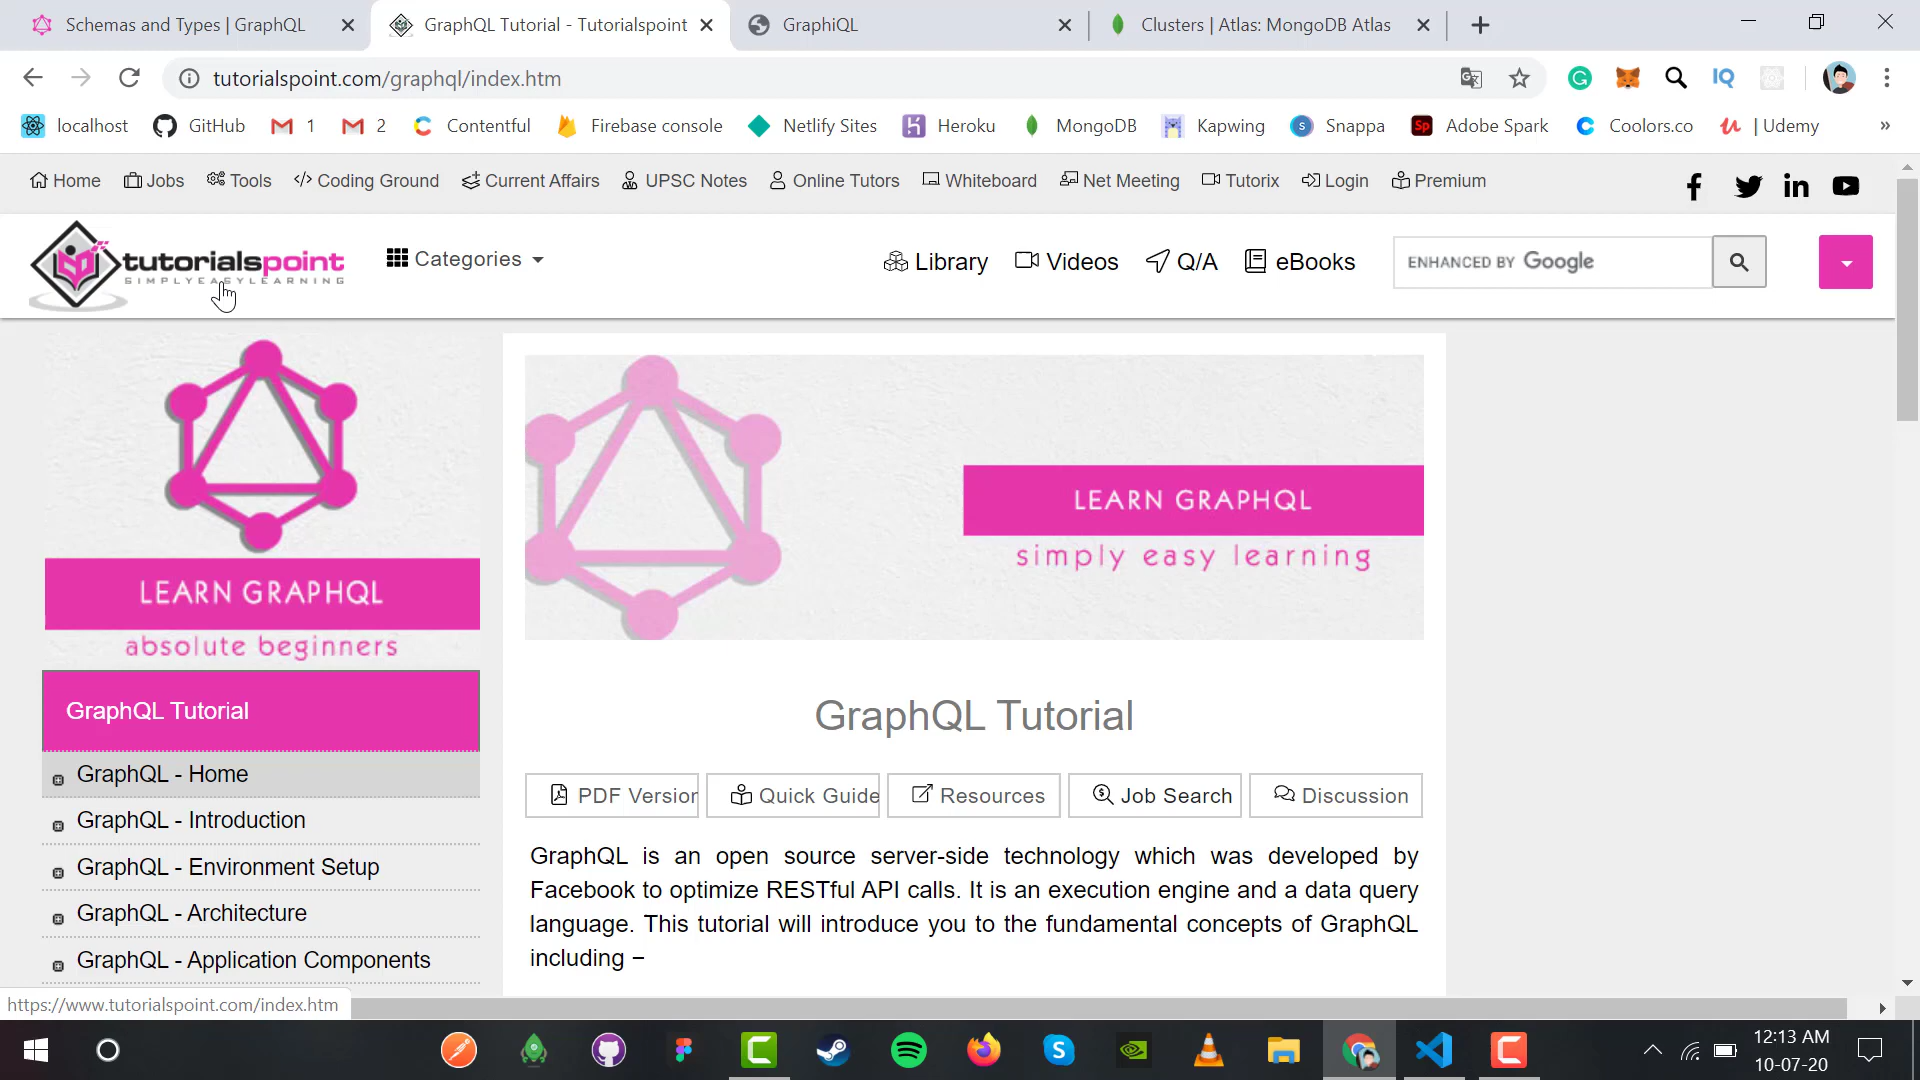 Schemas and Types | GraphQL
GraphQL Tutorial - Tutorialspoint
GraphiQL
Clusters | Atlas: MongoDB Atlas
tutorialspoint.com/graphql/index.htm
IQ
localhost
GitHub
1
2
Contentful
Firebase console
Netlify Sites
Heroku
MongoDB
Kapwing
Snappa
Sp Adobe Spark
Coolors.co
| Udemy
»
Home
Jobs
Tools
Coding Ground
Current Affairs
UPSC Notes
Online Tutors
Whiteboard
Net Meeting
Tutorix
Login
Premium
tutorialspoint
SIMPLYEASYLEARNING
Categories
Library
Videos
Q/A
eBooks
ENHANCED BY Google
LEARN GRAPHQL
absolute beginners
GraphQL Tutorial
GraphQL - Home
GraphQL - Introduction
GraphQL - Environment Setup
GraphQL - Architecture
GraphQL - Application Components
LEARN GRAPHQL
simply easy learning
GraphQL Tutorial
PDF Version
Quick Guide
Resources
Job Search
Discussion
GraphQL is an open source server-side technology which was developed by
Facebook to optimize RESTful API calls. It is an execution engine and a data query
language. This tutorial will introduce you to the fundamental concepts of GraphQL
including −
https://www.tutorialspoint.com/index.htm
12:13 AM
10-07-20